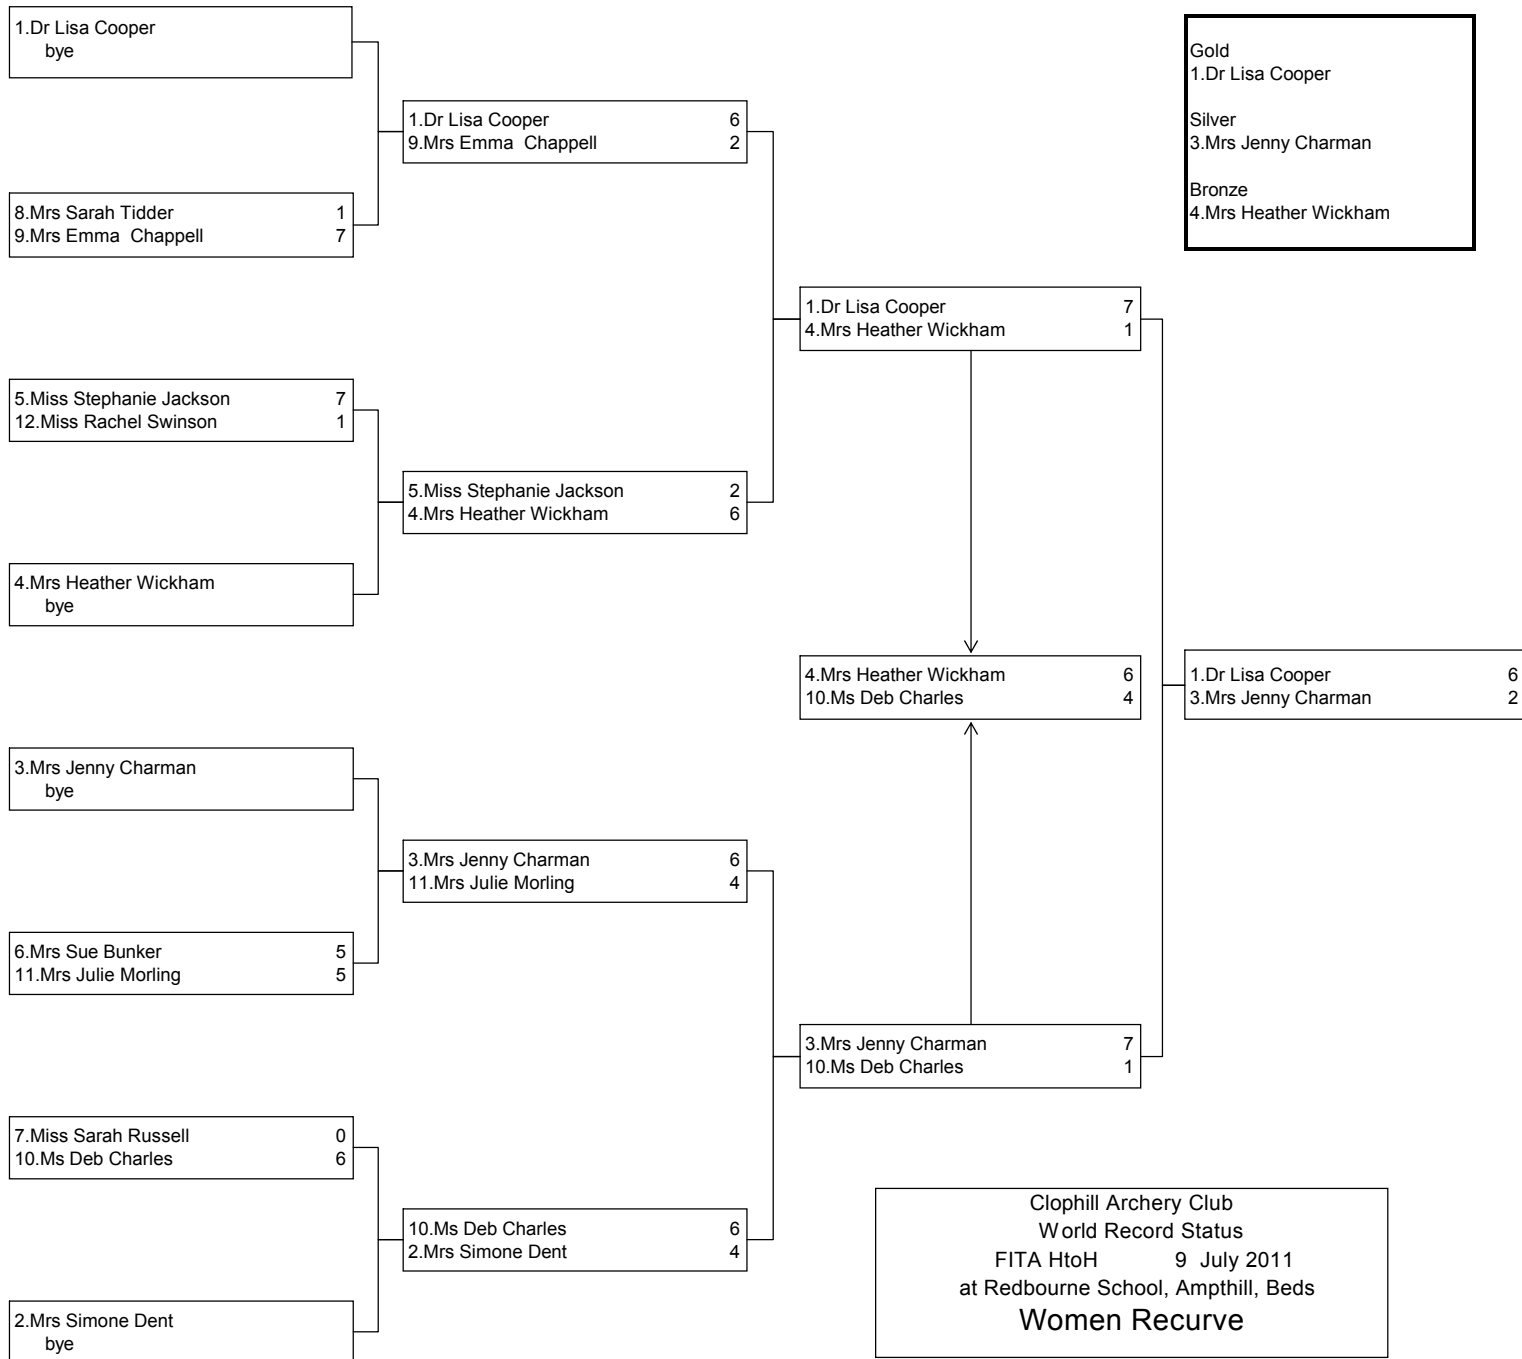 1.Dr Lisa Cooper
bye
8.Mrs Sarah Tidder 1
9.Mrs Emma Chappell 7
5.Miss Stephanie Jackson 7
12.Miss Rachel Swinson 1
4.Mrs Heather Wickham
bye
3.Mrs Jenny Charman
bye
6.Mrs Sue Bunker 5
11.Mrs Julie Morling 5
7.Miss Sarah Russell 0
10.Ms Deb Charles 6
2.Mrs Simone Dent
bye
1.Dr Lisa Cooper 6
9.Mrs Emma Chappell 2
5.Miss Stephanie Jackson 2
4.Mrs Heather Wickham 6
3.Mrs Jenny Charman 6
11.Mrs Julie Morling 4
10.Ms Deb Charles 6
2.Mrs Simone Dent 4
1.Dr Lisa Cooper 7
4.Mrs Heather Wickham 1
4.Mrs Heather Wickham 6
10.Ms Deb Charles 4
3.Mrs Jenny Charman 7
10.Ms Deb Charles 1
1.Dr Lisa Cooper 6
3.Mrs Jenny Charman 2
Gold
1.Dr Lisa Cooper
Silver
3.Mrs Jenny Charman
Bronze
4.Mrs Heather Wickham
Clophill Archery Club
World Record Status
FITA HtoH 9 July 2011
at Redbourne School, Ampthill, Beds
Women Recurve